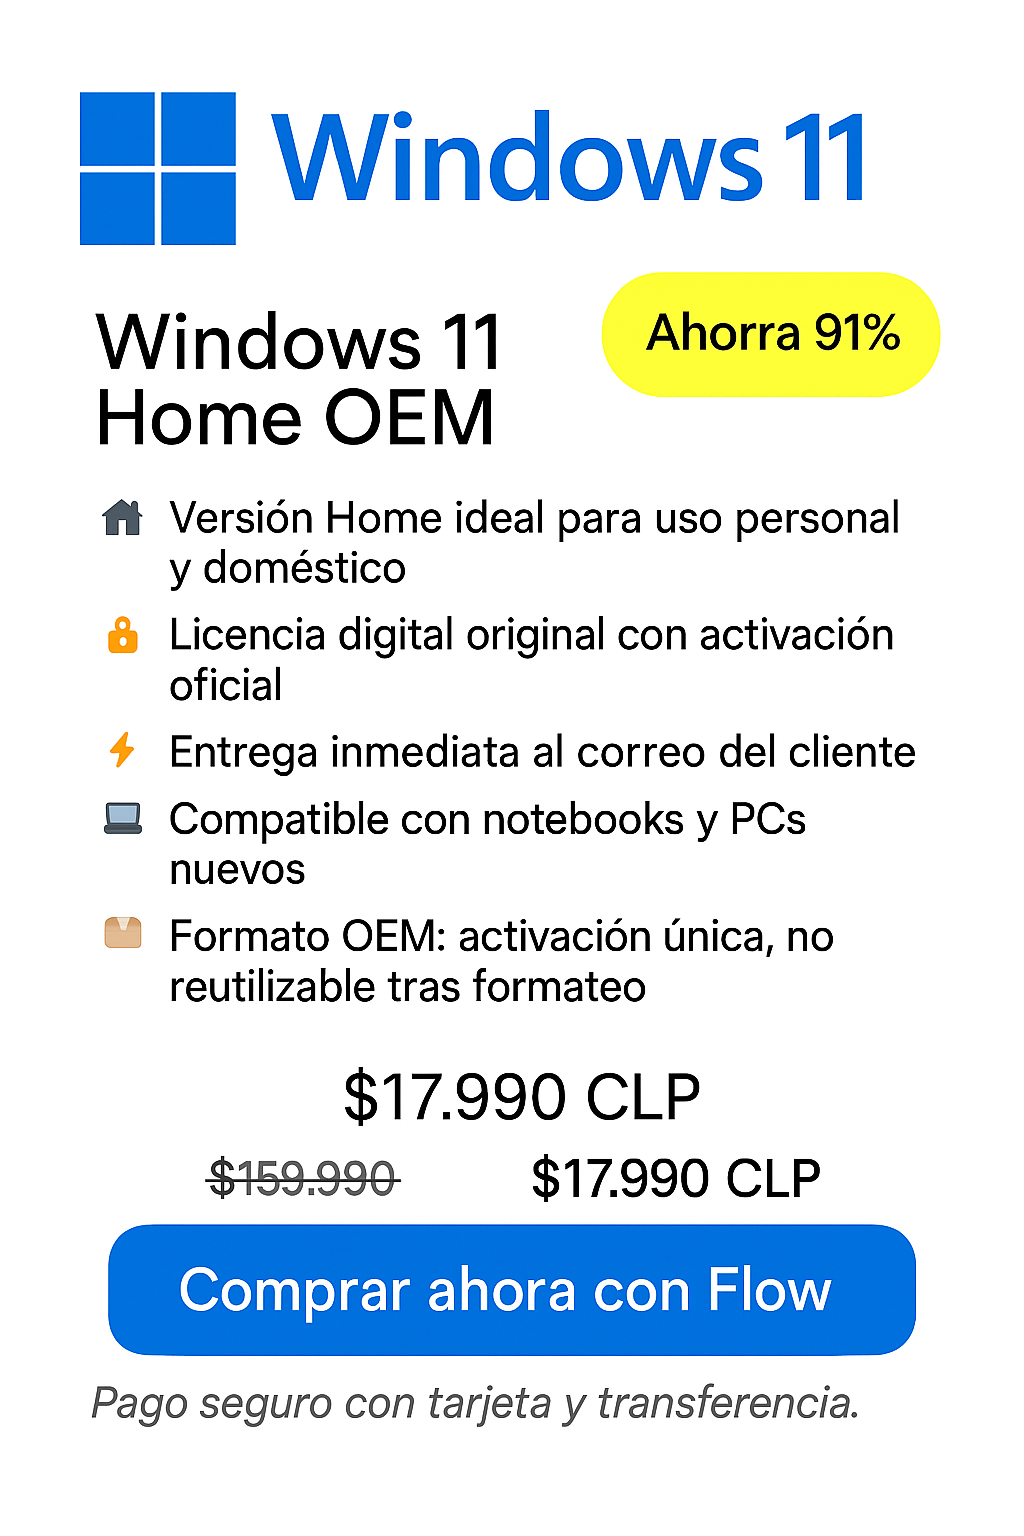 Windows 11
Windows 11
Home OEM
Ahorra 91%
Versión Home ideal para uso personal
y doméstico
Licencia digital original con activación
oficial
Entrega inmediata al correo del cliente
Compatible con notebooks y PCs
nuevos
Formato OEM: activación única, no
reutilizable tras formateo
$17.990 CLP
$159.990 $17.990 CLP
Comprar ahora con Flow
Pago seguro con tarjeta y transferencia.